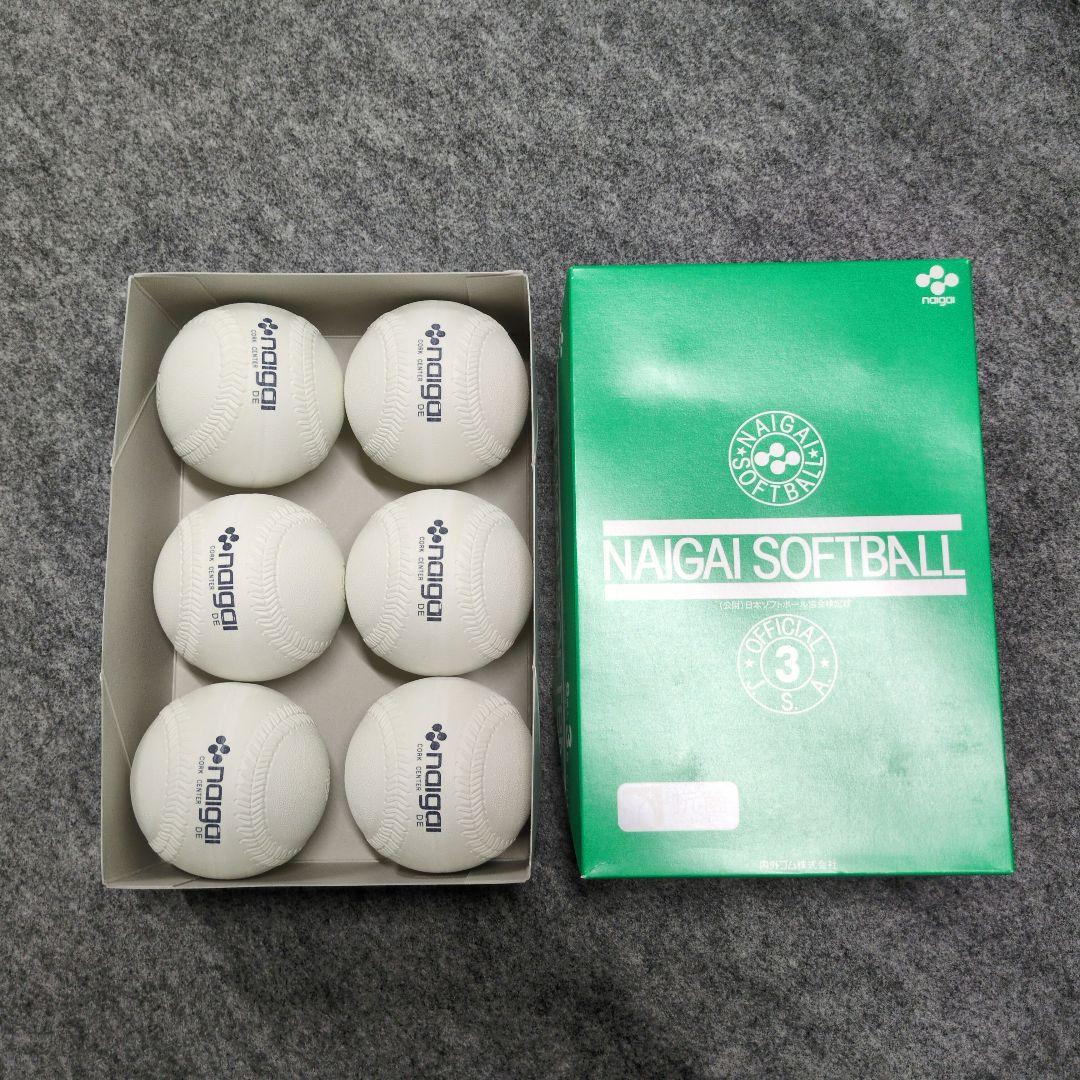 naigai
CORK CENTER
DE
naigai
CORK CENTER
DE
naigai
CORK CENTER
DE
naigai
CORK CENTER
DE
naigai
CORK CENTER
DE
naigai
CORK CENTER
DE
naigai
NAIGAI
SOFTBALL
NAIGAI SOFTBALL
(公財)日本ソフトボール協会検定球
OFFICIAL
3
J. S. A.
3
内外ゴム株式会社